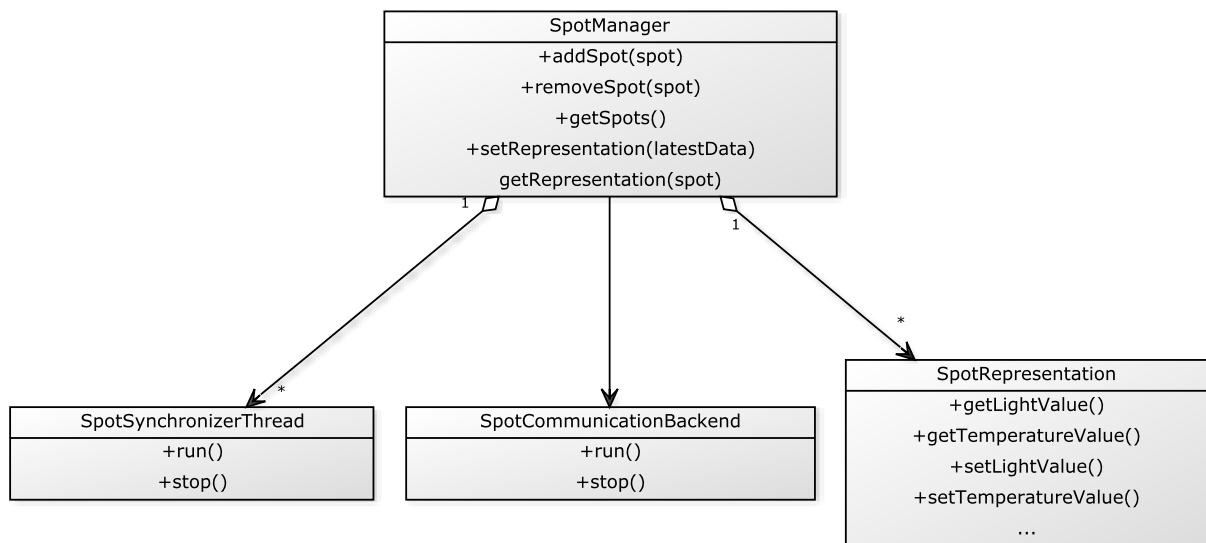 SpotManager
+addSpot(spot)
+removeSpot(spot)
+getSpots()
+setRepresentation(latestData)
getRepresentation(spot)
1
1
*
*
SpotSynchronizerThread
+run()
+stop()
SpotCommunicationBackend
+run()
+stop()
SpotRepresentation
+getLightValue()
+getTemperatureValue()
+setLightValue()
+setTemperatureValue()
...